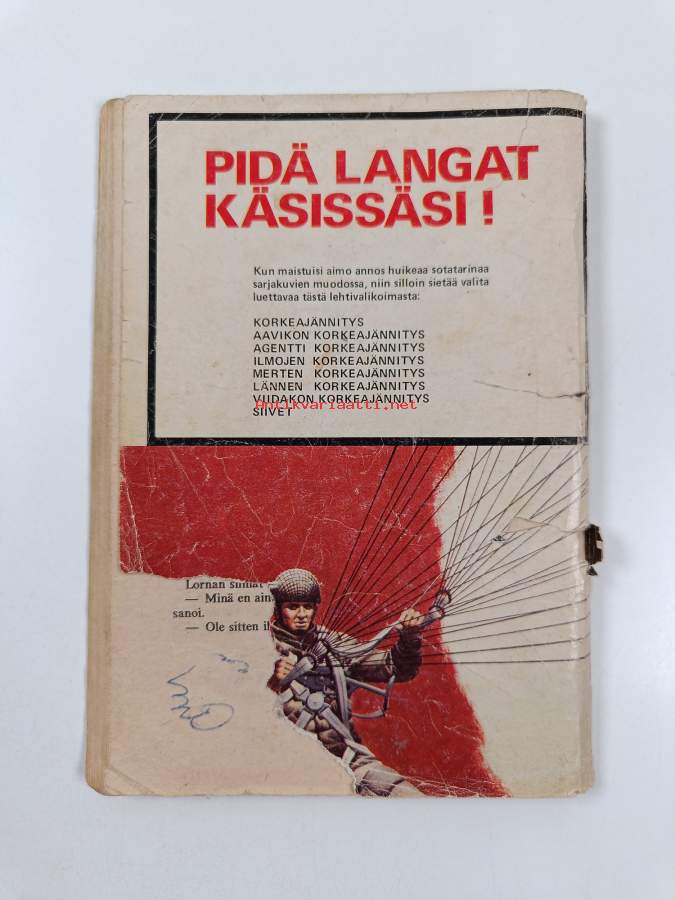 PIDÄ LANGAT
KÄSISSÄSI !
Kun maistuisi aimo annos huikeaa sotatarinaa
sarjakuvien muodossa, niin silloin sietää valita
luettavaa tästä lehtivalikoimasta:
KORKEAJÄNNITYS
AAVIKON KORKEAJÄNNITYS
AGENTTI KORKEAJÄNNITYS
ILMOJEN KORKEAJÄNNITYS
MERTEN KORKEAJÄNNITYS
LÄNNEN KORKEAJÄNNITYS
VIIDAKON KORKEAJÄNNITYS
Antikvariaatti.net
SIIVET
Lornan
— Minä en ain
sanoi.
— Ole sitten